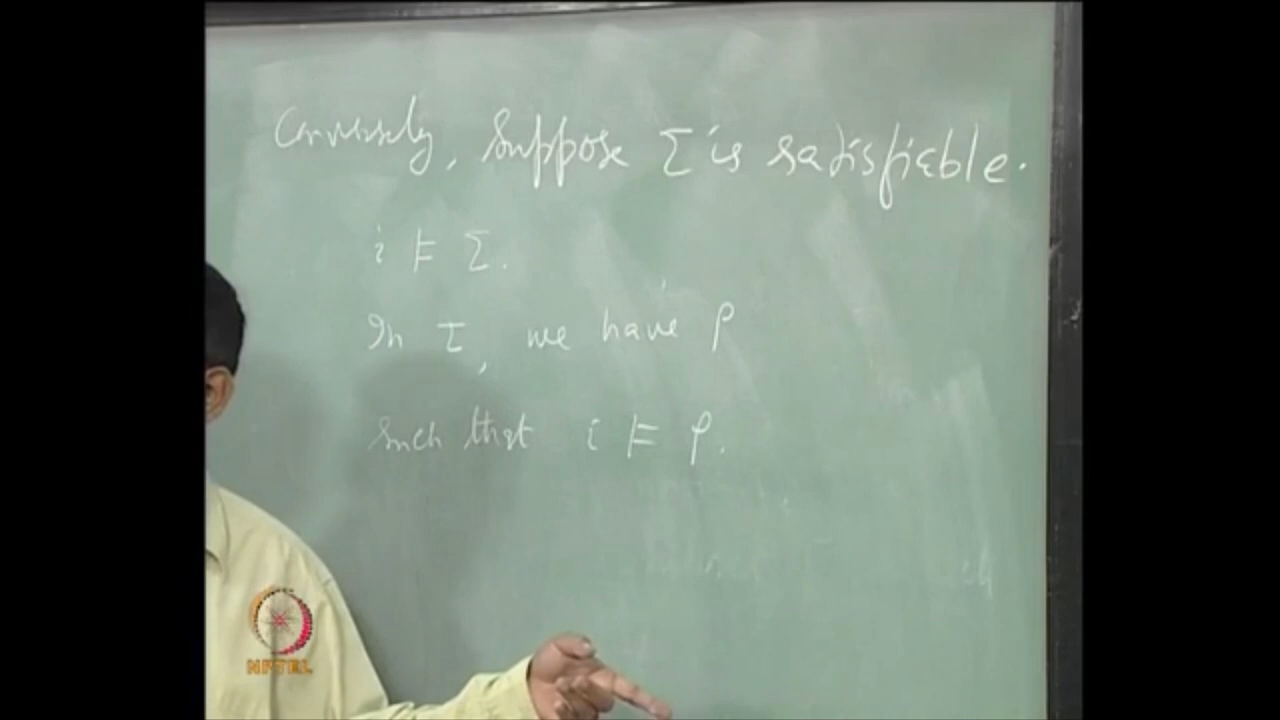 Conversely, Suppose Σ is satisfiable.
i ⊨ Σ.
In τ, we have ρ
such that i ⊨ ρ.
NPTEL